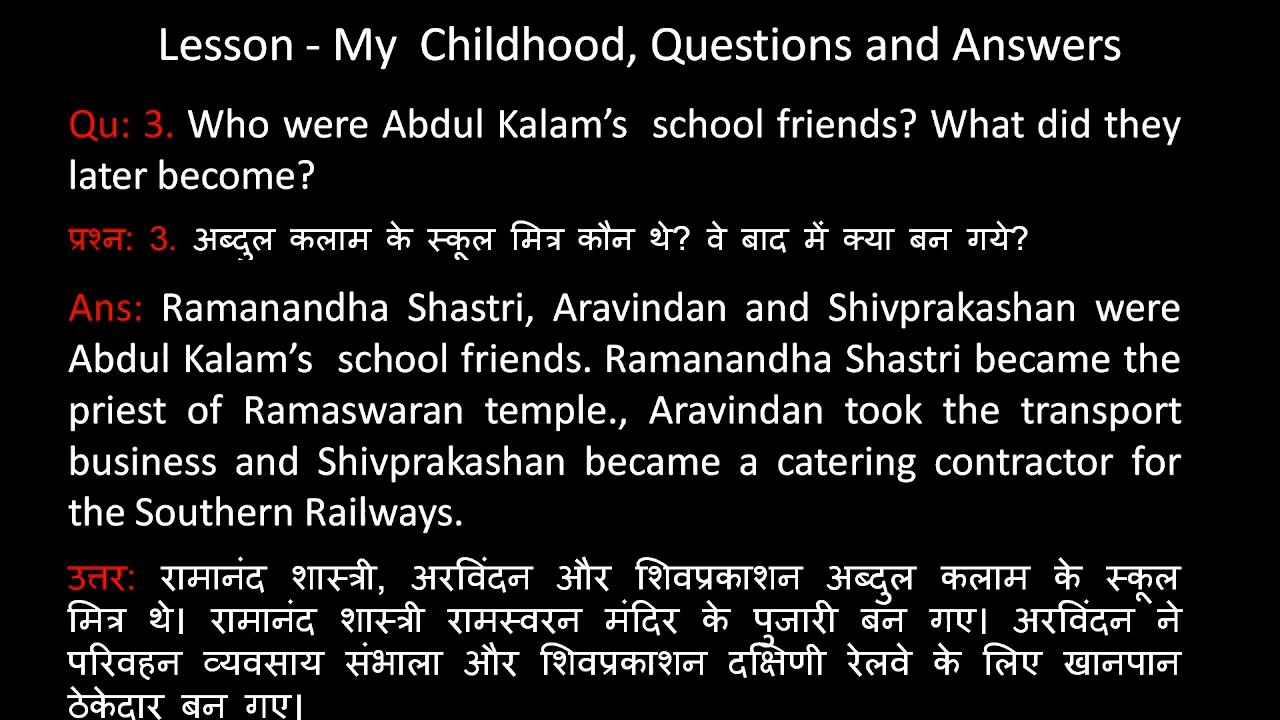 Lesson - My Childhood, Questions and Answers
Qu: 3. Who were Abdul Kalam’s school friends? What did they
later become?
प्रश्न: 3. अब्दुल कलाम के स्कूल मित्र कौन थे? वे बाद में क्या बन गये?
Ans: Ramanandha Shastri, Aravindan and Shivprakashan were
Abdul Kalam’s school friends. Ramanandha Shastri became the
priest of Ramaswaran temple., Aravindan took the transport
business and Shivprakashan became a catering contractor for
the Southern Railways.
उत्तर: रामानंद शास्त्री, अरविंदन और शिवप्रकाशन अब्दुल कलाम के स्कूल
मित्र थे। रामानंद शास्त्री रामस्वरन मंदिर के पुजारी बन गए। अरविंदन ने
परिवहन व्यवसाय संभाला और शिवप्रकाशन दक्षिणी रेलवे के लिए खानपान
ठेकेदार बन गए।